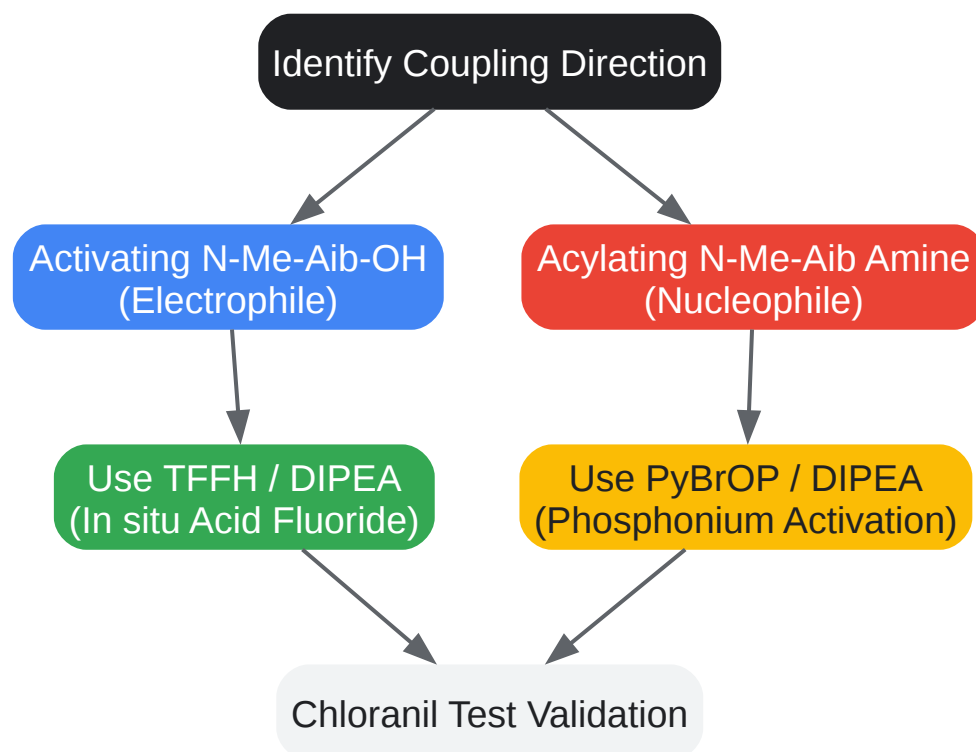 Identify Coupling Direction
Activating N-Me-Aib-OH
(Electrophile)
Acylating N-Me-Aib Amine
(Nucleophile)
Use TFFH / DIPEA
(In situ Acid Fluoride)
Use PyBrOP / DIPEA
(Phosphonium Activation)
Chloranil Test Validation